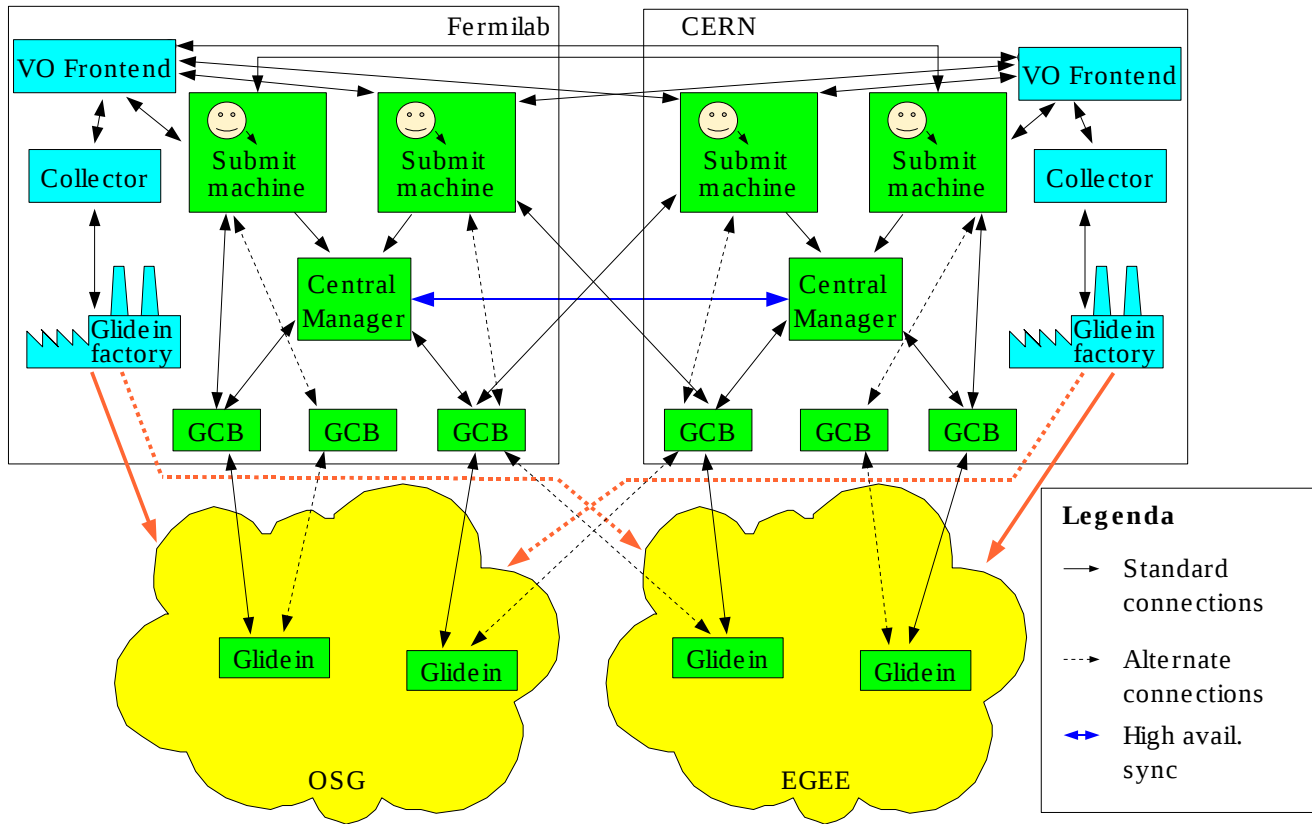 Fermilab
CERN
VO Frontend
VO Frontend
Submit
machine
Submit
machine
Submit
machine
Submit
machine
Collector
Collector
Central
Manager
Central
Manager
Glidein
factory
Glidein
factory
GCB
GCB
GCB
GCB
GCB
GCB
Legenda
Standard
connections
Alternate
connections
High avail.
sync
Glidein
Glidein
Glidein
Glidein
OSG
EGEE